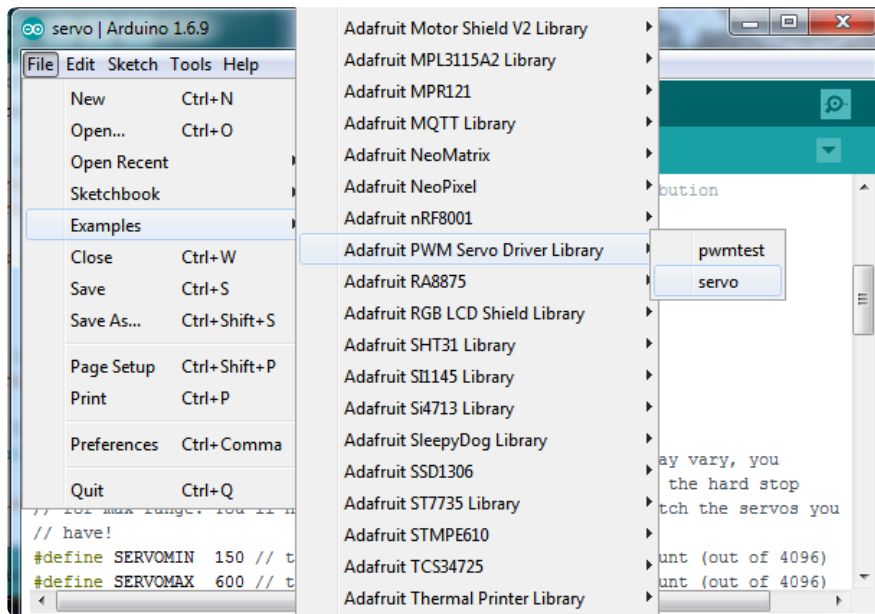 servo | Arduino 1.6.9
File Edit Sketch Tools Help
New Ctrl+N
Open... Ctrl+O
Open Recent
Sketchbook
Examples
Close Ctrl+W
Save Ctrl+S
Save As... Ctrl+Shift+S
Page Setup Ctrl+Shift+P
Print Ctrl+P
Preferences Ctrl+Comma
Quit Ctrl+Q
Adafruit Motor Shield V2 Library
Adafruit MPL3115A2 Library
Adafruit MPR121
Adafruit MQTT Library
Adafruit NeoMatrix
Adafruit NeoPixel
Adafruit nRF8001
Adafruit PWM Servo Driver Library
Adafruit RA8875
Adafruit RGB LCD Shield Library
Adafruit SHT31 Library
Adafruit SI1145 Library
Adafruit Si4713 Library
Adafruit SleepyDog Library
Adafruit SSD1306
Adafruit ST7735 Library
Adafruit STMPE610
Adafruit TCS34725
Adafruit Thermal Printer Library
pwmtest
servo
bution
ay vary, you
the hard stop
// for max range. You'll tch the servos you
// have!
#define SERVOMIN 150 // t unt (out of 4096)
#define SERVOMAX 600 // t unt (out of 4096)